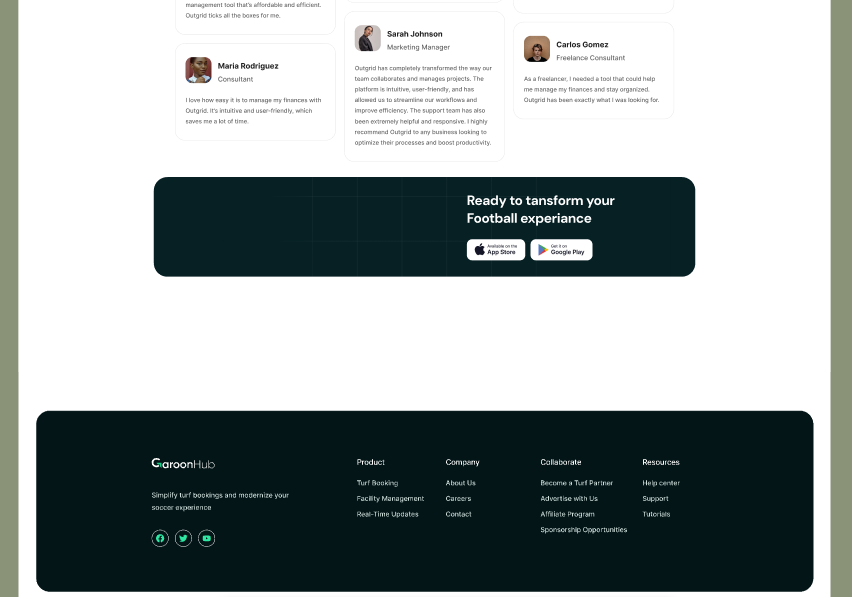 management tool that's affordable and efficient.
Outgrid ticks all the boxes for me.
Maria Rodriguez
Consultant
I love how easy it is to manage my finances with
Outgrid. It's intuitive and user-friendly, which
saves me a lot of time.
Sarah Johnson
Marketing Manager
Outgrid has completely transformed the way our
team collaborates and manages projects. The
platform is intuitive, user-friendly, and has
allowed us to streamline our workflows and
improve efficiency. The support team has also
been extremely helpful and responsive. I highly
recommend Outgrid to any business looking to
optimize their processes and boost productivity.
Carlos Gomez
Freelance Consultant
As a freelancer, I needed a tool that could help
me manage my finances and stay organized.
Outgrid has been exactly what I was looking for.
Ready to tansform your
Football experiance
Available on the
App Store
Get it on
Google Play
GaroonHub
Simplify turf bookings and modernize your
soccer experience
Product
Turf Booking
Facility Management
Real-Time Updates
Company
About Us
Careers
Contact
Collaborate
Become a Turf Partner
Advertise with Us
Affiliate Program
Sponsorship Opportunities
Resources
Help center
Support
Tutorials